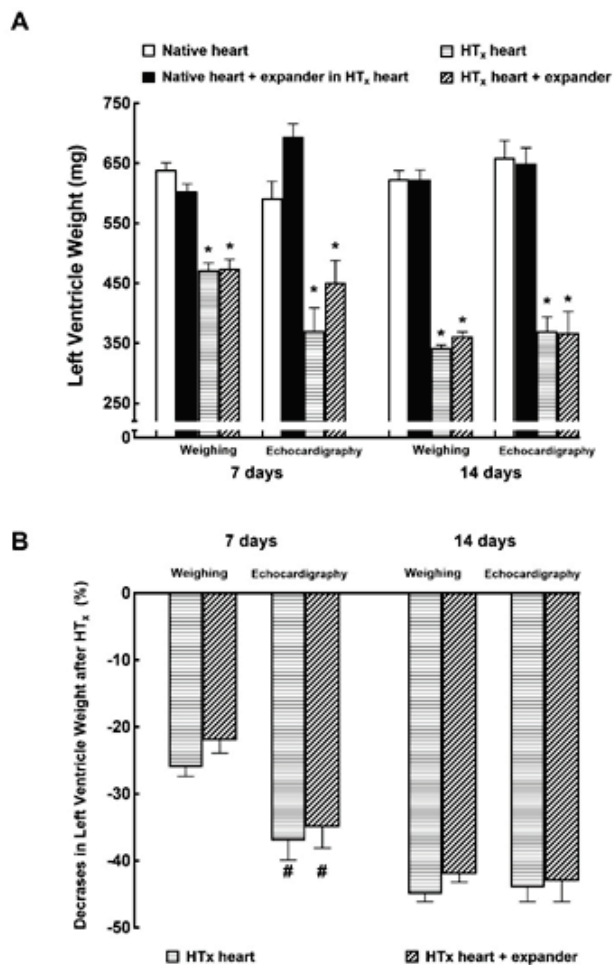 A
Native heart
HTx heart
Native heart + expander in HTx heart
HTx heart + expander
Left Ventricle Weight (mg)
750
650
450
350
250
0
* * * * * * * *
Weighing Echocardigraphy Weighing Echocardigraphy
7 days 14 days
B
7 days 14 days
Weighing Echocardigraphy Weighing Echocardigraphy
Decrases in Left Ventricle Weight after HTx (%)
0
-10
-20
-30
-40
-50
# #
HTx heart HTx heart + expander